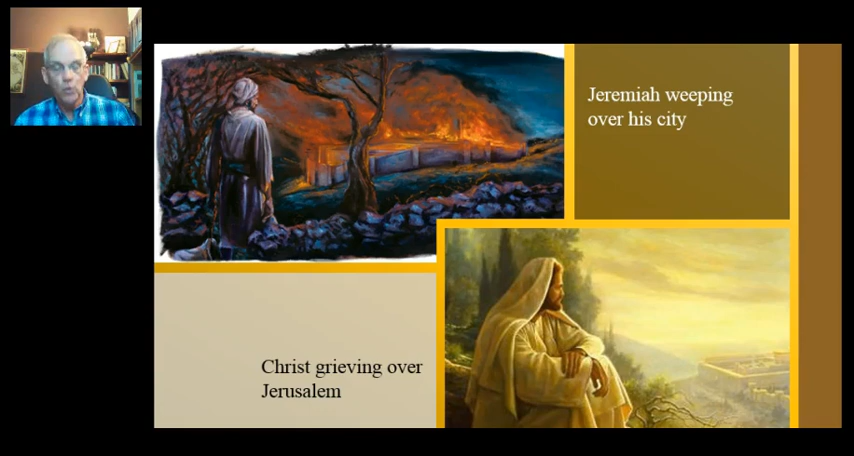 Jeremiah weeping
over his city
Christ grieving over
Jerusalem